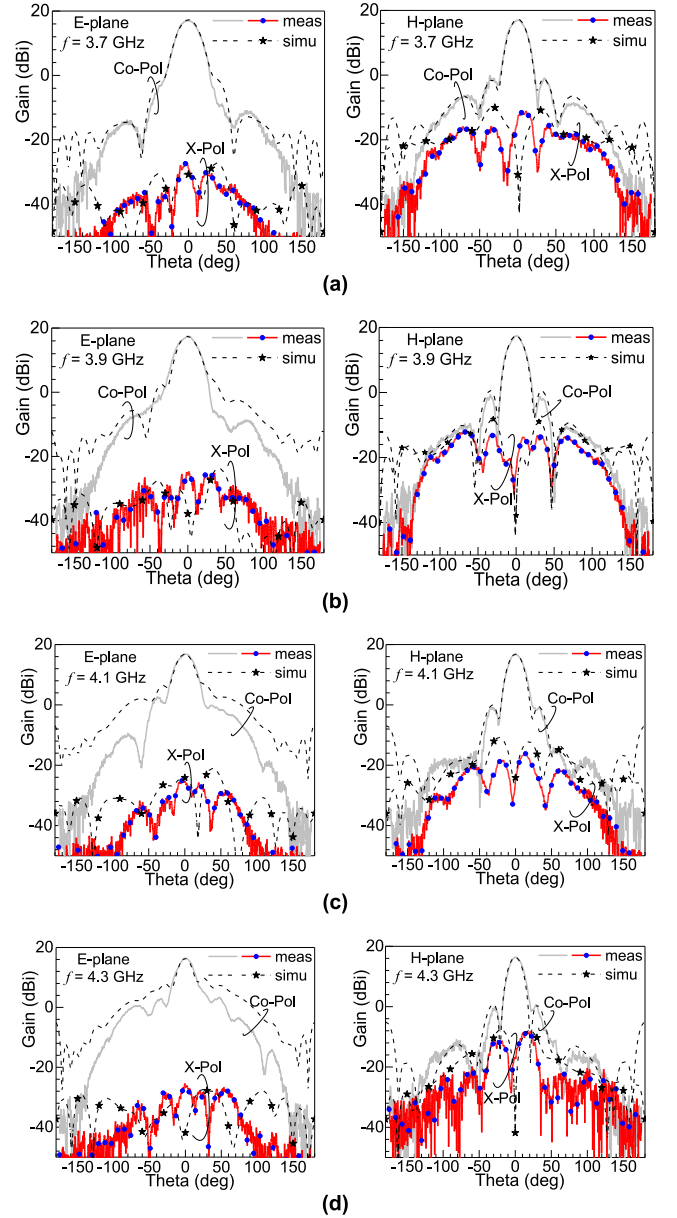 E-plane
f = 3.7 GHz
meas
simu
Co-Pol
X-Pol
Gain (dBi)
20
0
-20
-40
-150 -100 -50 0 50 100 150
Theta (deg)
H-plane
f = 3.7 GHz
meas
simu
Co-Pol
X-Pol
Gain (dBi)
20
0
-20
-40
-150 -100 -50 0 50 100 150
Theta (deg)
(a)
E-plane
f = 3.9 GHz
meas
simu
Co-Pol
X-Pol
Gain (dBi)
20
0
-20
-40
-150 -100 -50 0 50 100 150
Theta (deg)
H-plane
f = 3.9 GHz
meas
simu
Co-Pol
X-Pol
Gain (dBi)
20
0
-20
-40
-150 -100 -50 0 50 100 150
Theta (deg)
(b)
E-plane
f = 4.1 GHz
meas
simu
Co-Pol
X-Pol
Gain (dBi)
20
0
-20
-40
-150 -100 -50 0 50 100 150
Theta (deg)
H-plane
f = 4.1 GHz
meas
simu
Co-Pol
X-Pol
Gain (dBi)
20
0
-20
-40
-150 -100 -50 0 50 100 150
Theta (deg)
(c)
E-plane
f = 4.3 GHz
meas
simu
Co-Pol
X-Pol
Gain (dBi)
20
0
-20
-40
-150 -100 -50 0 50 100 150
Theta (deg)
H-plane
f = 4.3 GHz
meas
simu
Co-Pol
X-Pol
Gain (dBi)
20
0
-20
-40
-150 -100 -50 0 50 100 150
Theta (deg)
(d)